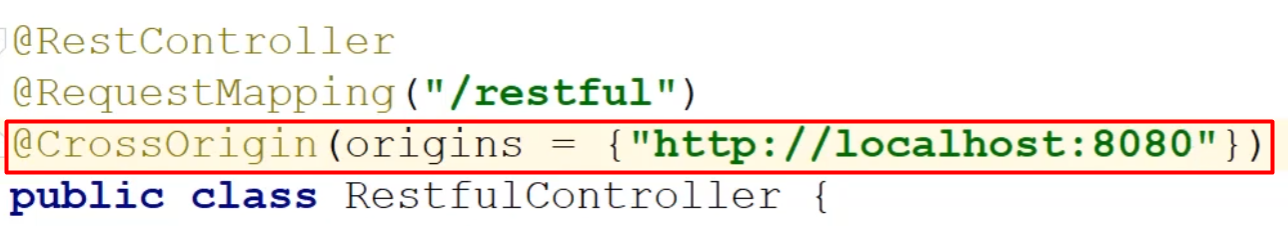 @RestController
@RequestMapping("/restful")
@CrossOrigin(origins = {"http://localhost:8080"})
public class RestfulController {